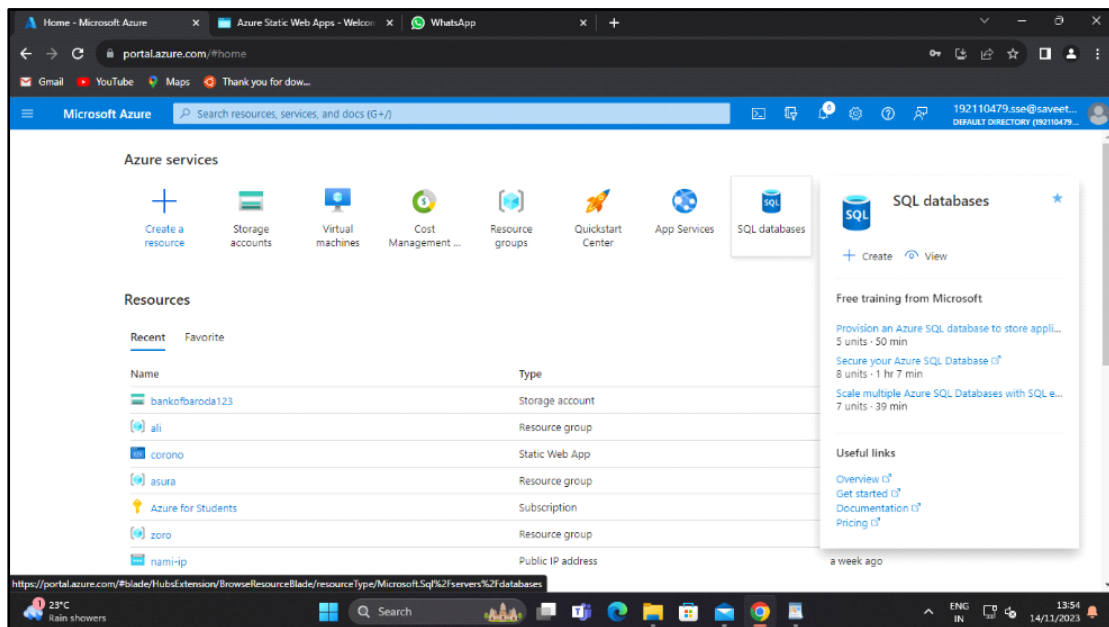 Home - Microsoft Azure
Azure Static Web Apps - Welcon
WhatsApp
portal.azure.com/#home
Gmail YouTube Maps Thank you for dow...
Microsoft Azure
Search resources, services, and docs (G+/)
6
192110479.sse@saveet...
DEFAULT DIRECTORY (192110479...
Azure services
Create a resource
Storage accounts
Virtual machines
Cost Management ...
Resource groups
Quickstart Center
App Services
SQL
SQL databases
SQL
SQL databases
Create View
Free training from Microsoft
Provision an Azure SQL database to store appli...
5 units · 50 min
Secure your Azure SQL Database
8 units · 1 hr 7 min
Scale multiple Azure SQL Databases with SQL e...
7 units · 39 min
Useful links
Overview
Get started
Documentation
Pricing
Resources
Recent Favorite
Name Type
bankofbaroda123 Storage account
ali Resource group
corono Static Web App
asura Resource group
Azure for Students Subscription
zoro Resource group
nami-ip Public IP address a week ago
https://portal.azure.com/#blade/HubsExtension/BrowseResourceBlade/resourceType/Microsoft.Sql%2Fservers%2Fdatabases
1
23°C
Rain showers
Search
ENG
IN
13:54
14/11/2023